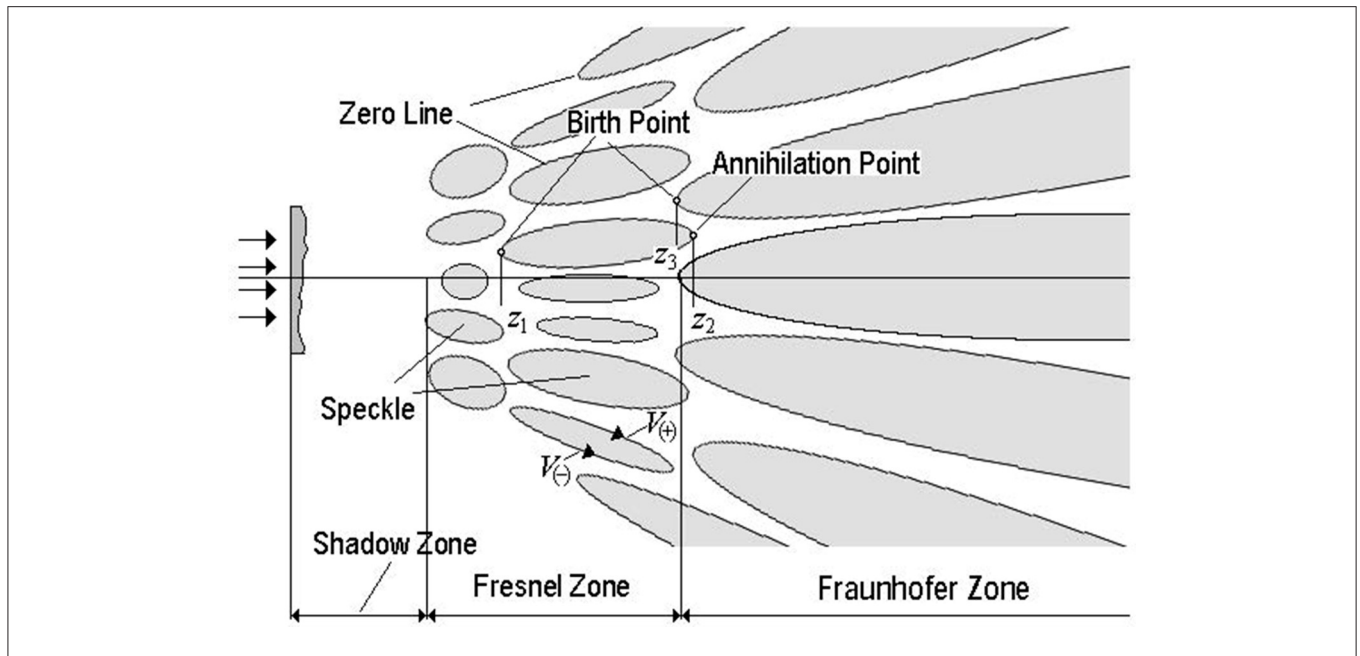 Zero Line
Birth Point
Annihilation Point
z3
z1
z2
Speckle
V(+)
V(−)
Shadow Zone
Fresnel Zone
Fraunhofer Zone